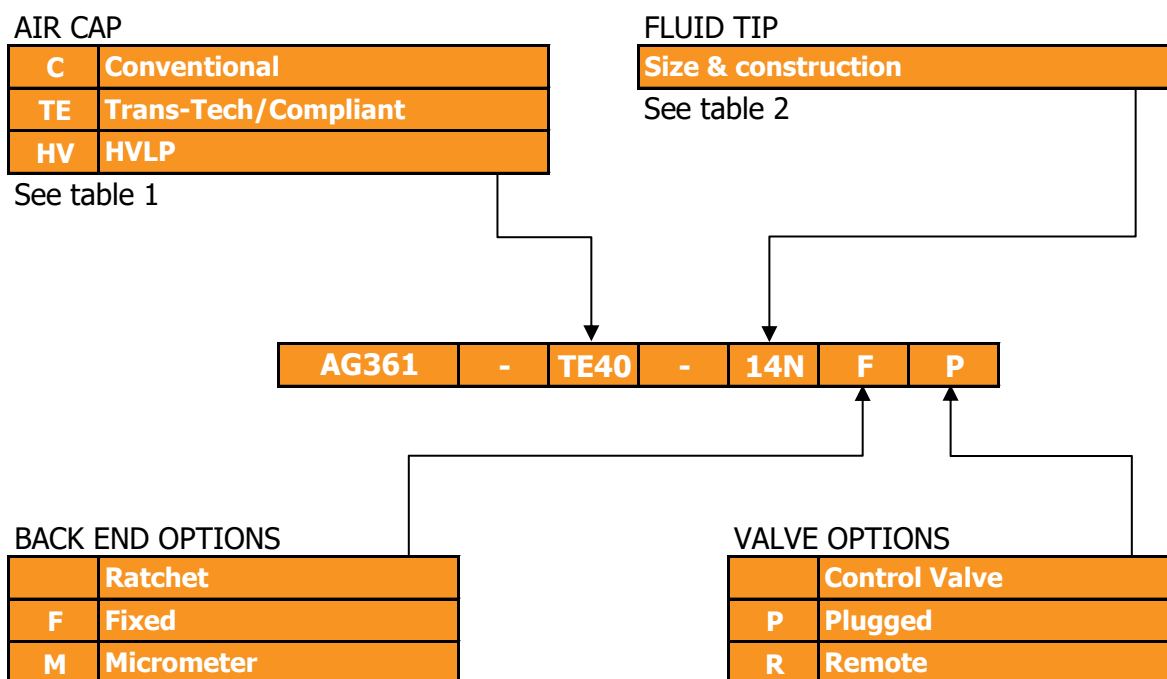 AIR CAP
C Conventional
TE Trans-Tech/Compliant
HV HVLP
See table 1
FLUID TIP
Size & construction
See table 2
AG361 - TE40 - 14N F P
BACK END OPTIONS
Ratchet
F Fixed
M Micrometer
VALVE OPTIONS
Control Valve
P Plugged
R Remote